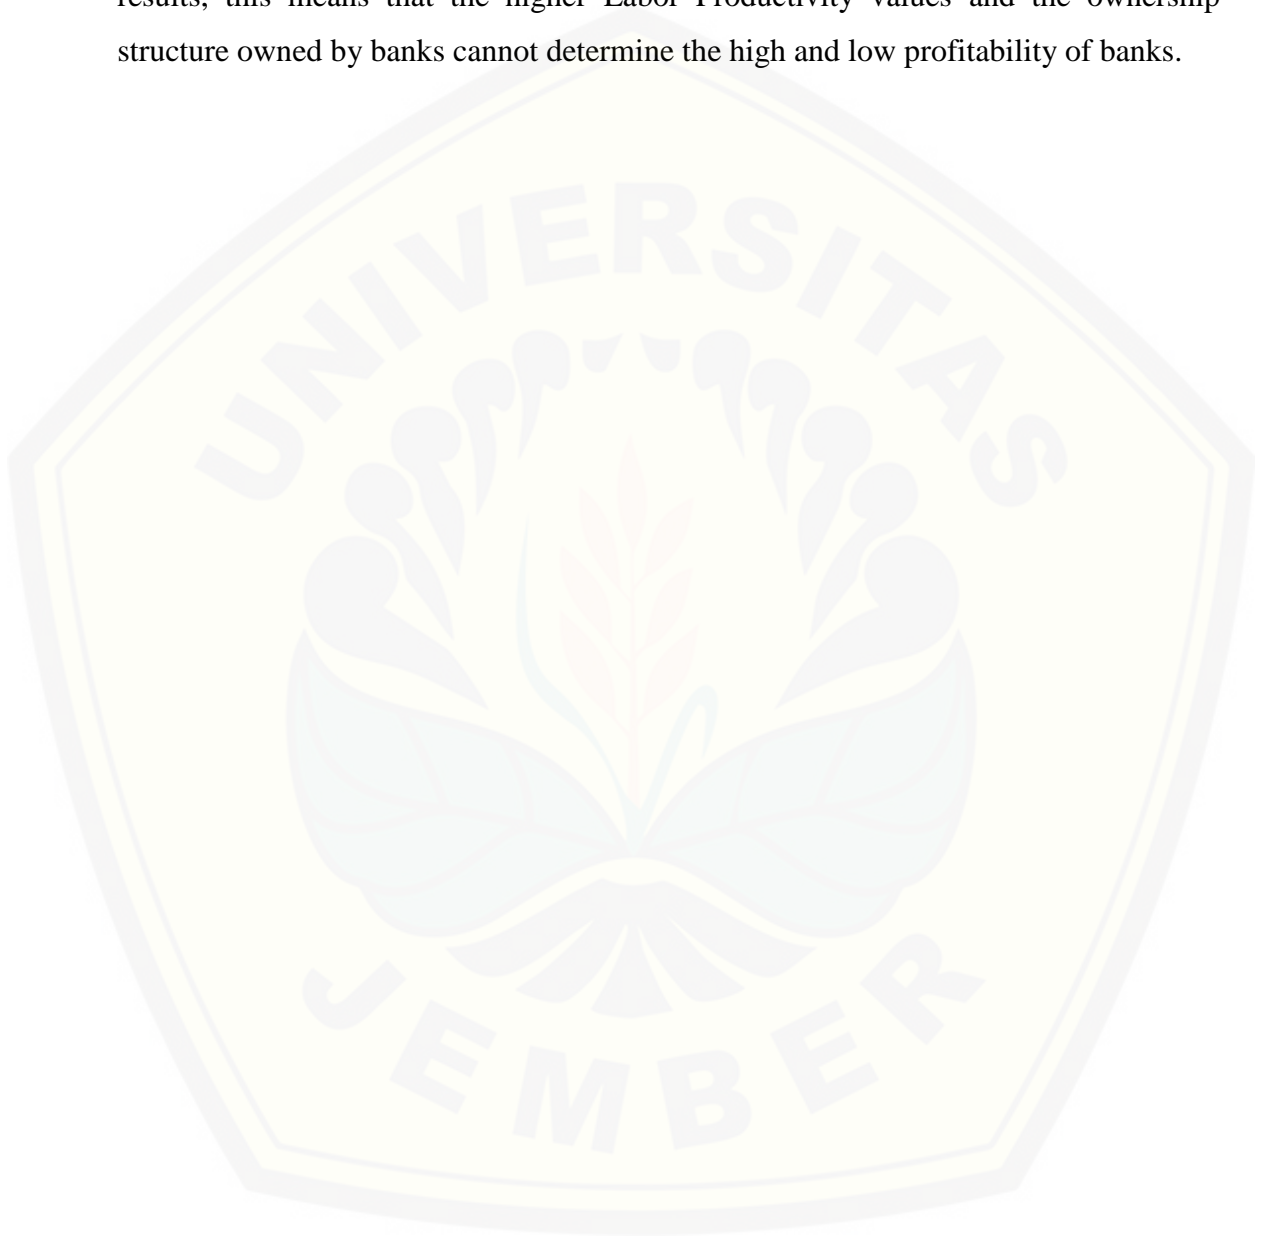 results, this means that the higher Labor Productivity values and the ownership
structure owned by banks cannot determine the high and low profitability of banks.
UNIVERSITAS
JEMBER